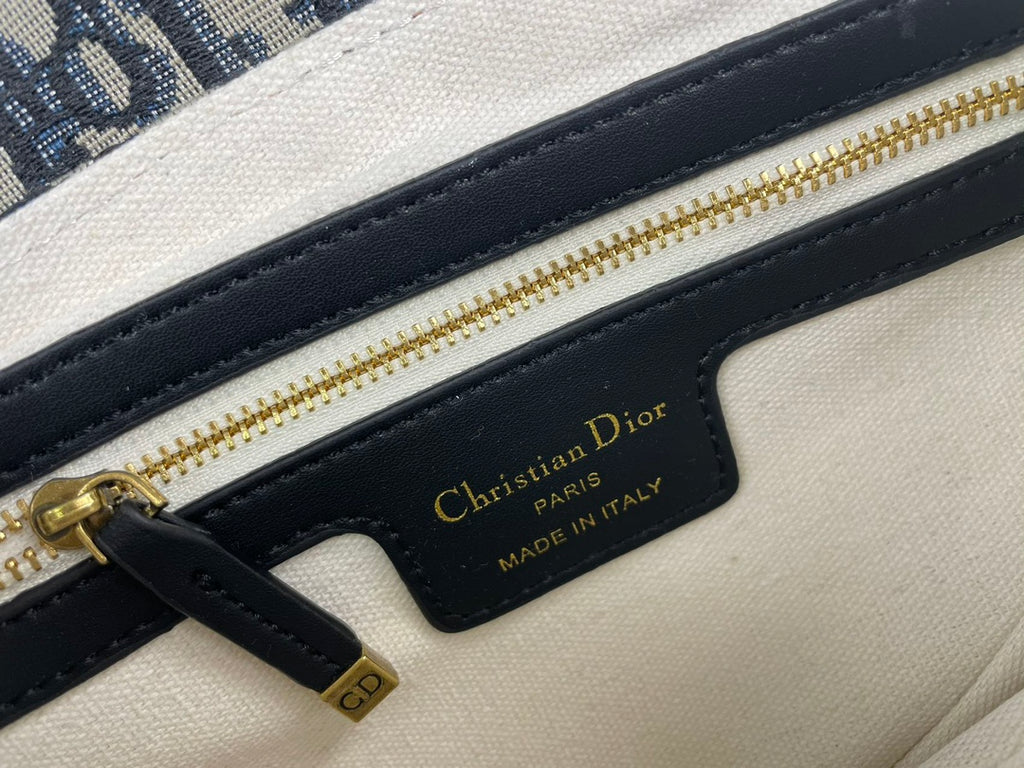 Christian Dior
PARIS
MADE IN ITALY
CD